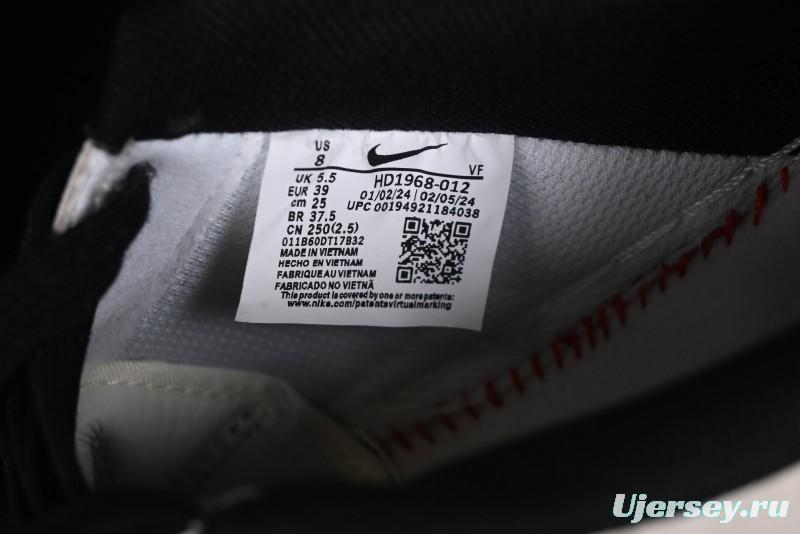 US
8
VF
UK 5.5
EUR 39
cm 25
BR 37.5
CN 250(2.5)
HD1968-012
01/02/24 | 02/05/24
UPC 00194921184038
011B60DT17B32
MADE IN VIETNAM
HECHO EN VIETNAM
FABRIQUE AU VIETNAM
FABRICADO NO VIETNÃ
This product is covered by one or more patents:
www.nike.com/patentsvirtualmarking
Ujersey.ru